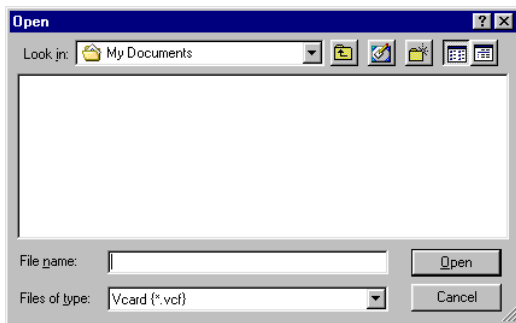 Open
Look in: My Documents
File name:
Open
Files of type: Vcard {*.vcf}
Cancel